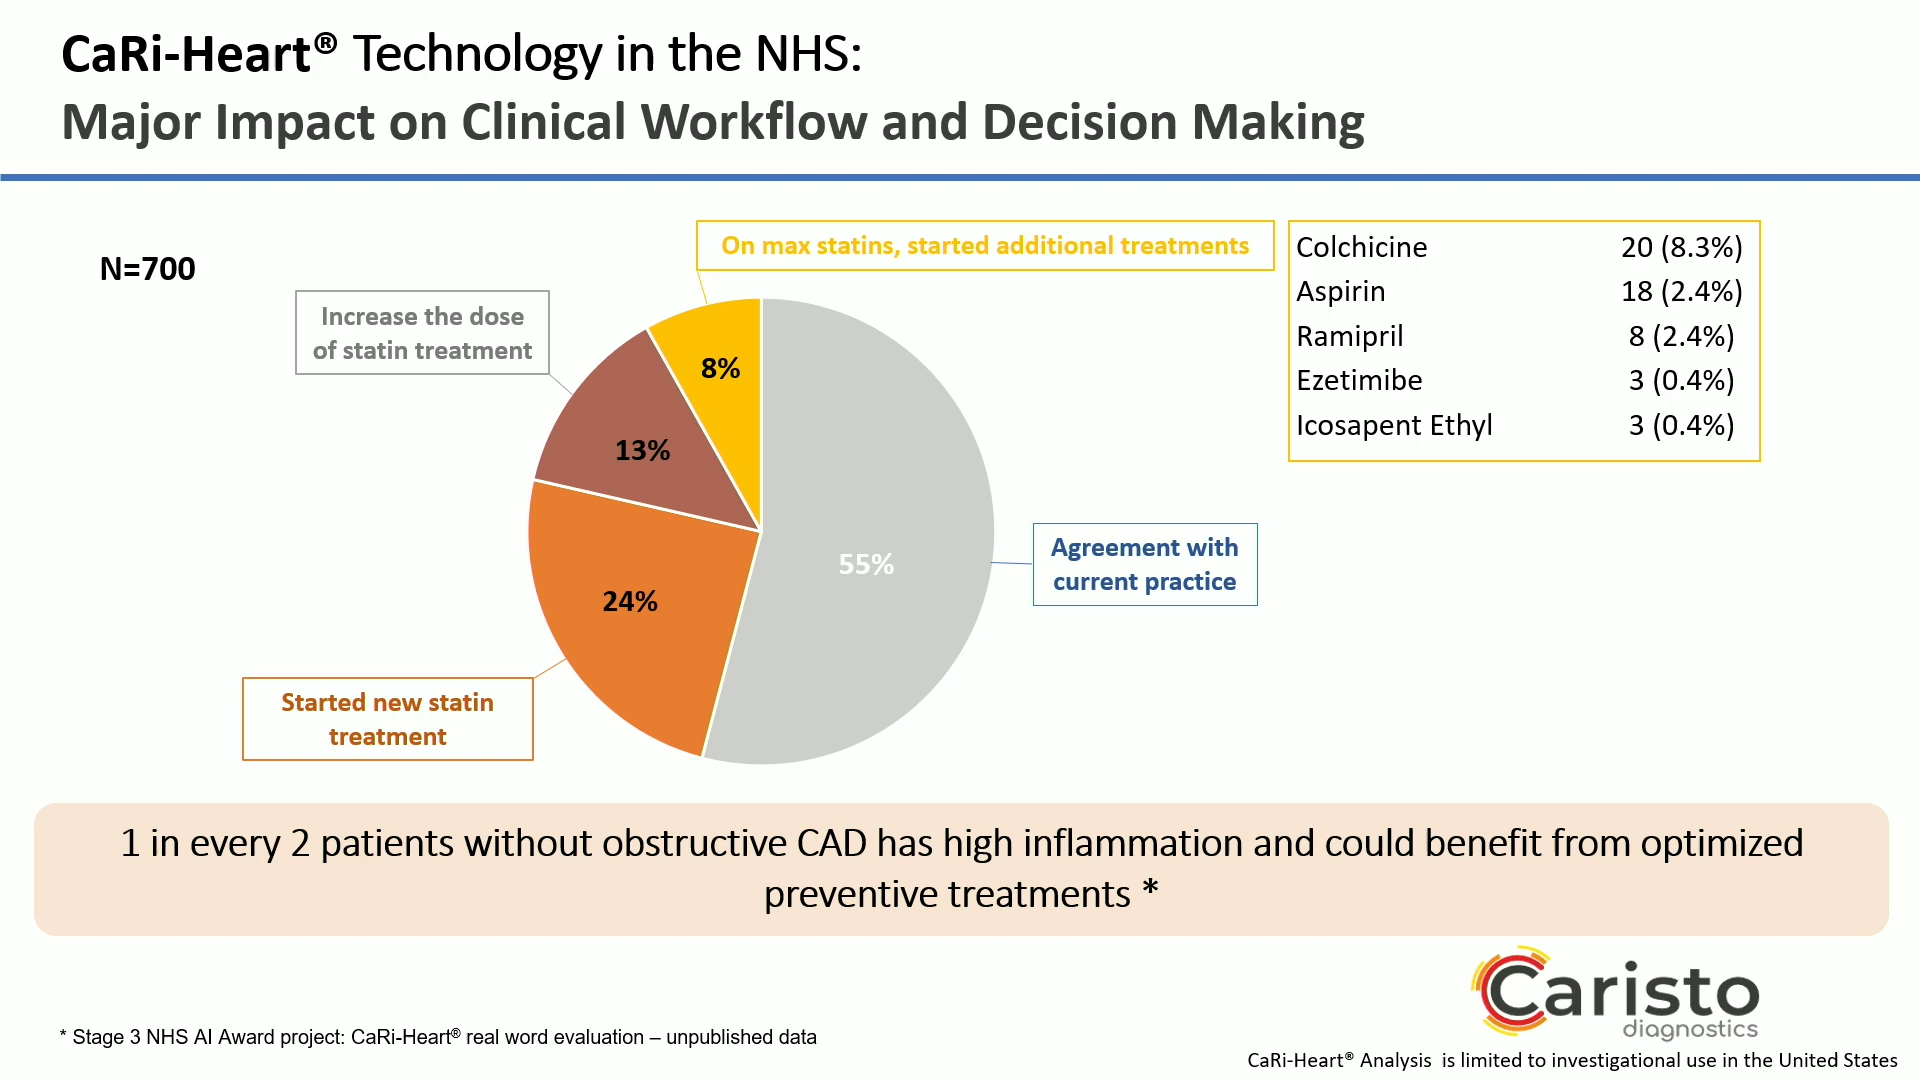 CaRi-Heart® Technology in the NHS:
Major Impact on Clinical Workflow and Decision Making
N=700
On max statins, started additional treatments
Colchicine 20 (8.3%)
Aspirin 18 (2.4%)
Ramipril 8 (2.4%)
Ezetimibe 3 (0.4%)
Icosapent Ethyl 3 (0.4%)
Increase the dose
of statin treatment
8%
13%
55%
24%
Agreement with
current practice
Started new statin
treatment
1 in every 2 patients without obstructive CAD has high inflammation and could benefit from optimized
preventive treatments *
Caristo
diagnostics
* Stage 3 NHS AI Award project: CaRi-Heart® real word evaluation – unpublished data
CaRi-Heart® Analysis is limited to investigational use in the United States